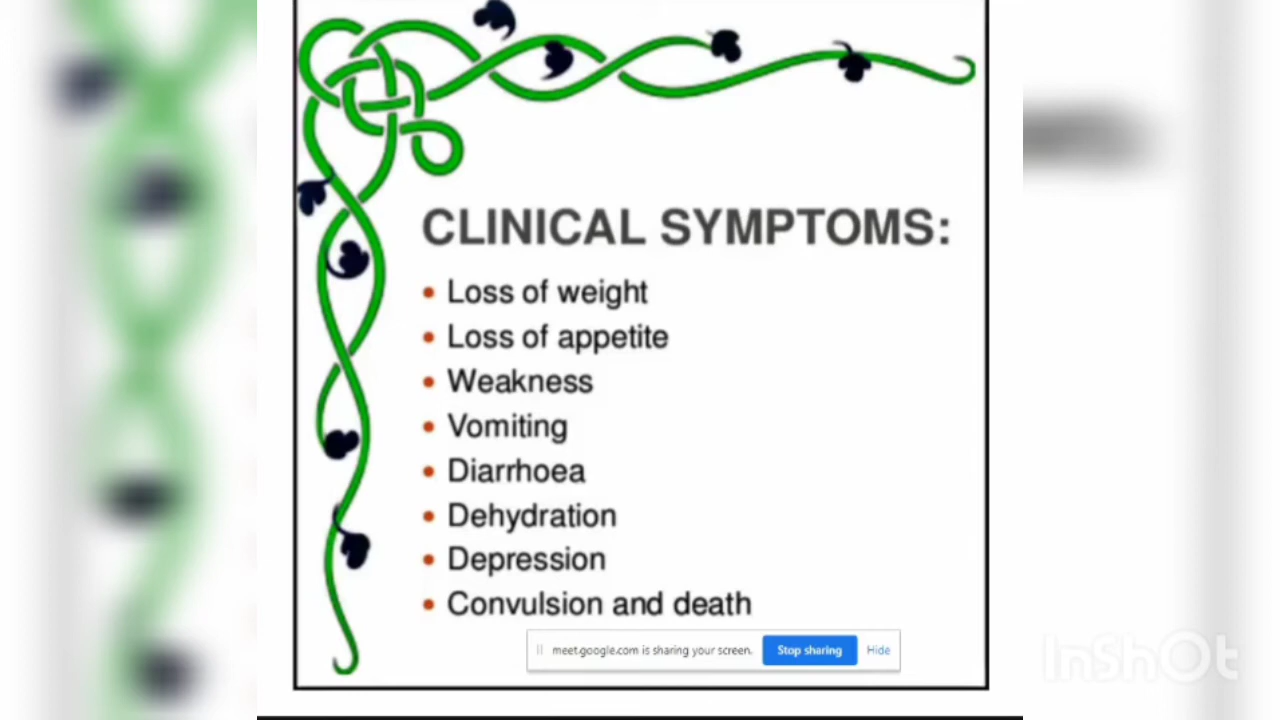 CLINICAL SYMPTOMS:
• Loss of weight
• Loss of appetite
• Weakness
• Vomiting
• Diarrhoea
• Dehydration
• Depression
• Convulsion and death
meet.google.com is sharing your screen. Stop sharing Hide
InShOt